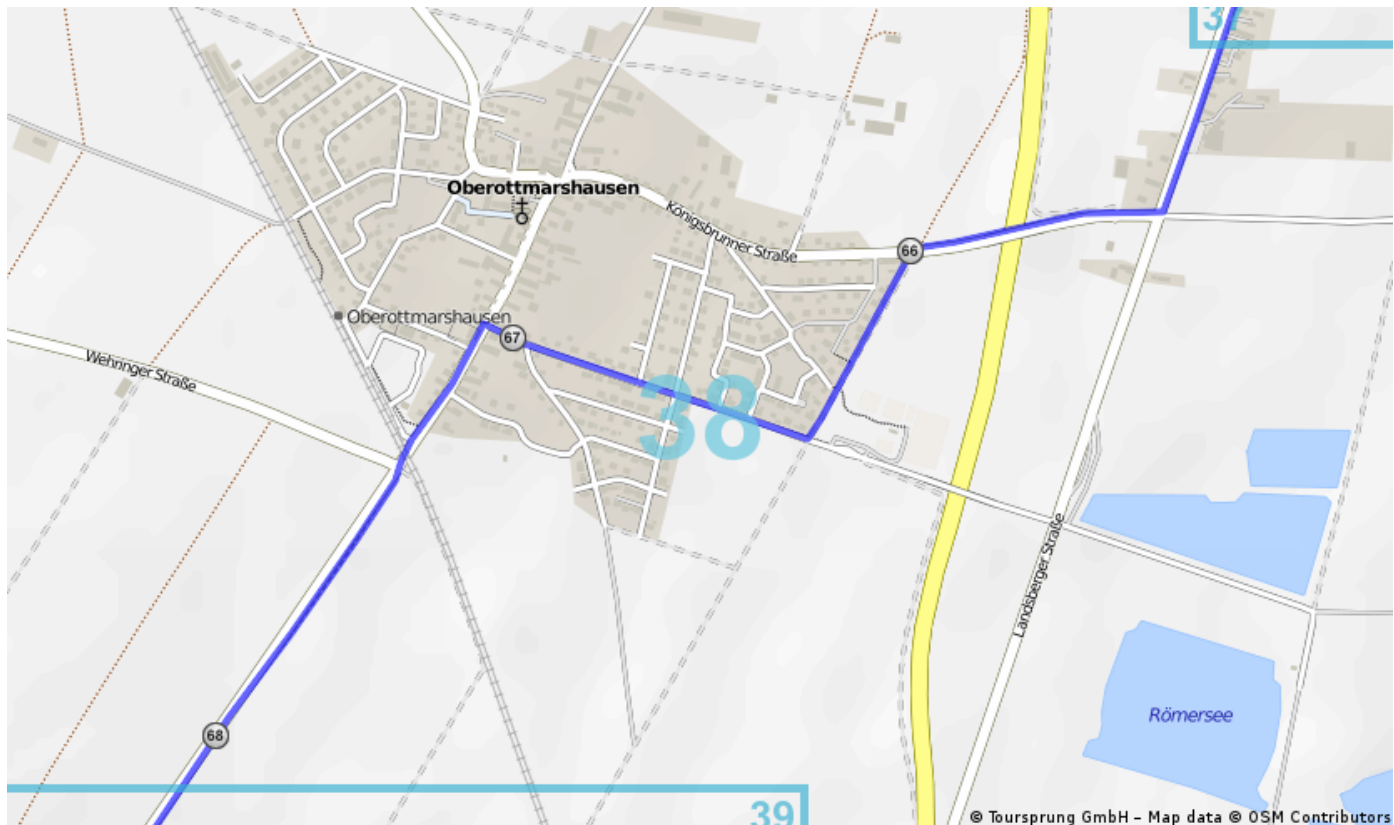 3
Oberottmarshausen
Königsbrunner Straße
66
Oberottmarshausen
67
Wehringer Straße
38
Landsberger Straße
Römersee
68
39
© Toursprung GmbH – Map data © OSM Contributors